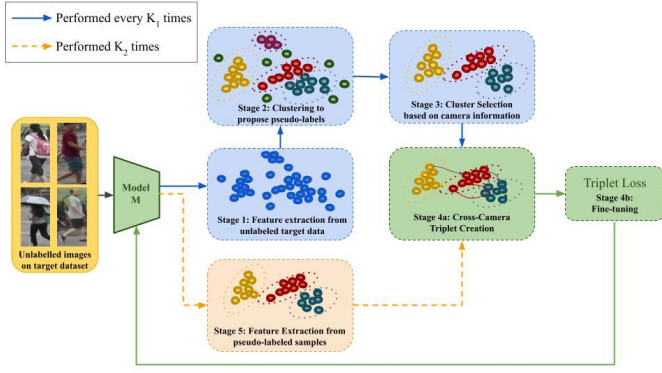 Performed every K₁ times
Performed K₂ times
Stage 2: Clustering to
propose pseudo-labels
Stage 3: Cluster Selection
based on camera information
Model
M
Stage 1: Feature extraction from
unlabeled target data
Stage 4a: Cross-Camera
Triplet Creation
Triplet Loss
Stage 4b:
Fine-tuning
Unlabelled images
on target dataset
Stage 5: Feature Extraction from
pseudo-labeled samples